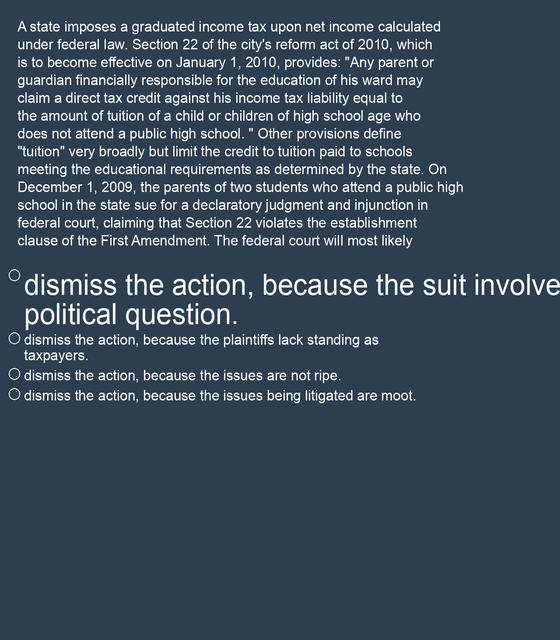 A state imposes a graduated income tax upon net income calculated
under federal law. Section 22 of the city's reform act of 2010, which
is to become effective on January 1, 2010, provides: "Any parent or
guardian financially responsible for the education of his ward may
claim a direct tax credit against his income tax liability equal to
the amount of tuition of a child or children of high school age who
does not attend a public high school. " Other provisions define
"tuition" very broadly but limit the credit to tuition paid to schools
meeting the educational requirements as determined by the state. On
December 1, 2009, the parents of two students who attend a public high
school in the state sue for a declaratory judgment and injunction in
federal court, claiming that Section 22 violates the establishment
clause of the First Amendment. The federal court will most likely
dismiss the action, because the suit involve
political question.
dismiss the action, because the plaintiffs lack standing as
taxpayers.
dismiss the action, because the issues are not ripe.
dismiss the action, because the issues being litigated are moot.